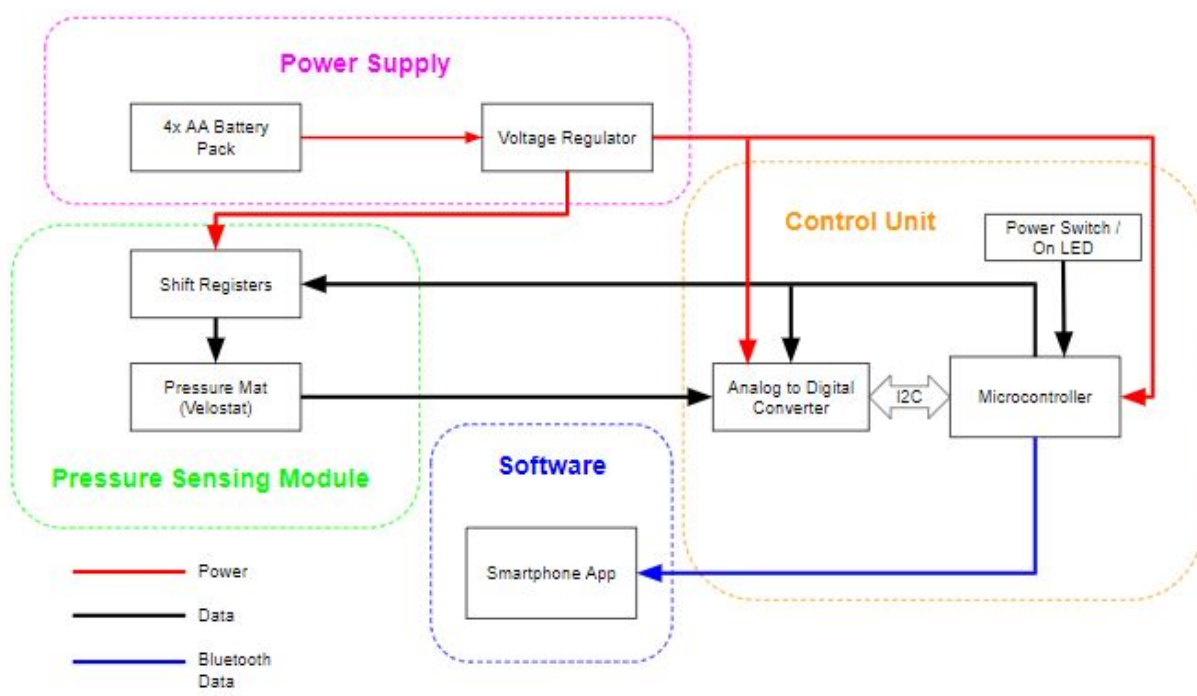 Power Supply
4x AA Battery
Pack
Voltage Regulator
Control Unit
Power Switch /
On LED
Shift Registers
Pressure Mat
(Velostat)
Analog to Digital
Converter
I2C
Microcontroller
Pressure Sensing Module
Software
Smartphone App
Power
Data
Bluetooth
Data